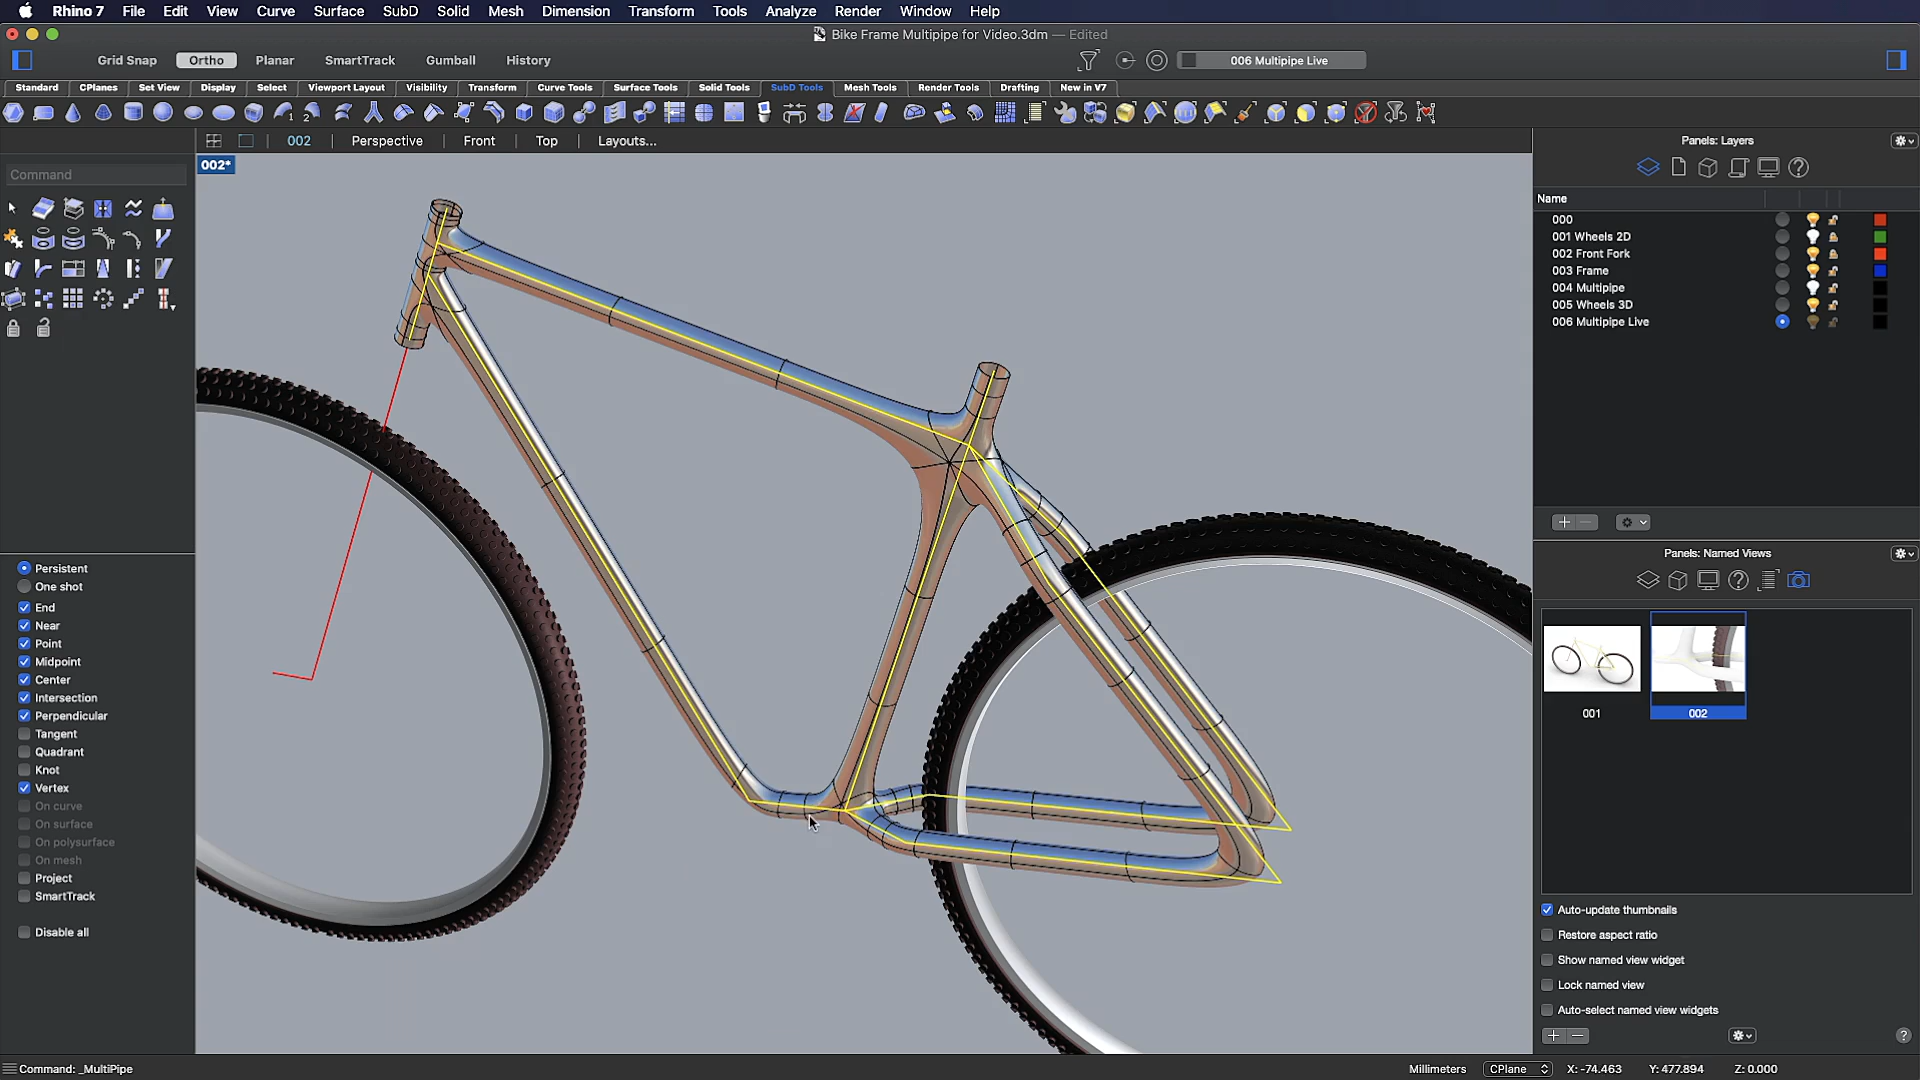 Rhino 7 File Edit View Curve Surface SubD Solid Mesh Dimension Transform Tools Analyze Render Window Help
Bike Frame Multipipe for Video.3dm — Edited
Grid Snap Ortho Planar SmartTrack Gumball History 006 Multipipe Live
Standard CPlanes Set View Display Select Viewport Layout Visibility Transform Curve Tools Surface Tools Solid Tools SubD Tools Mesh Tools Render Tools Drafting New in V7
002 Perspective Front Top Layouts...
002*
Command
Persistent
One shot
End
Near
Point
Midpoint
Center
Intersection
Perpendicular
Tangent
Quadrant
Knot
Vertex
On curve
On surface
On polysurface
On mesh
Project
SmartTrack
Disable all
Panels: Layers
Name
000
001 Wheels 2D
002 Front Fork
003 Frame
004 Multipipe
005 Wheels 3D
006 Multipipe Live
Panels: Named Views
001 002
Auto-update thumbnails
Restore aspect ratio
Show named view widget
Lock named view
Auto-select named view widgets
Command: _MultiPipe
Millimeters CPlane X: -74.463 Y: 477.894 Z: 0.000